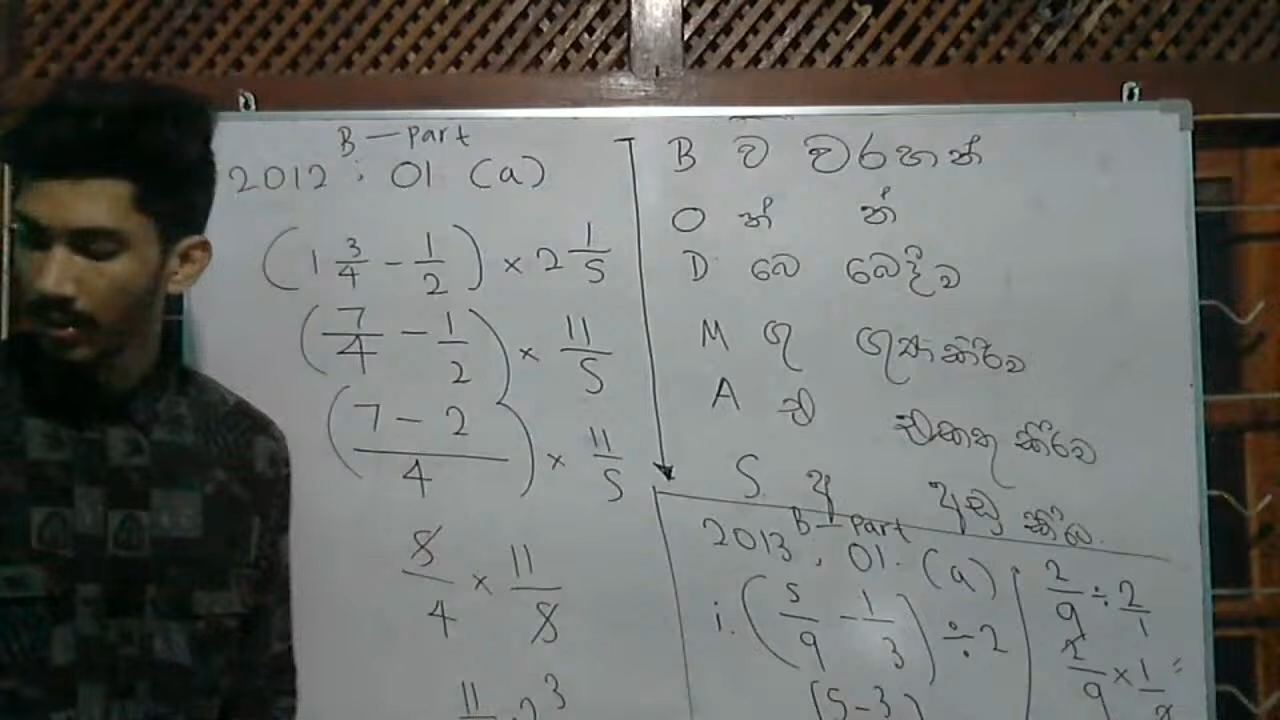 B — Part
2012 : 01 (a)
(1 3/4 − 1/2) × 2 1/5
(7/4 − 1/2) × 11/5
(7 − 2)/4 × 11/5
5/4 × 11/5
11/4 2 3
B ව වරහන්
O න් න්
D බෙ බෙදීම
M ගු ගුණ කිරීම
A එ එකතු කිරීම
S අ අඩු කිරීම
B — Part
2013 . 01. (a)
i. (5/9 − 1/3) ÷ 2
(5−3)
2/9 ÷ 2/1
2/9 × 1/2 =